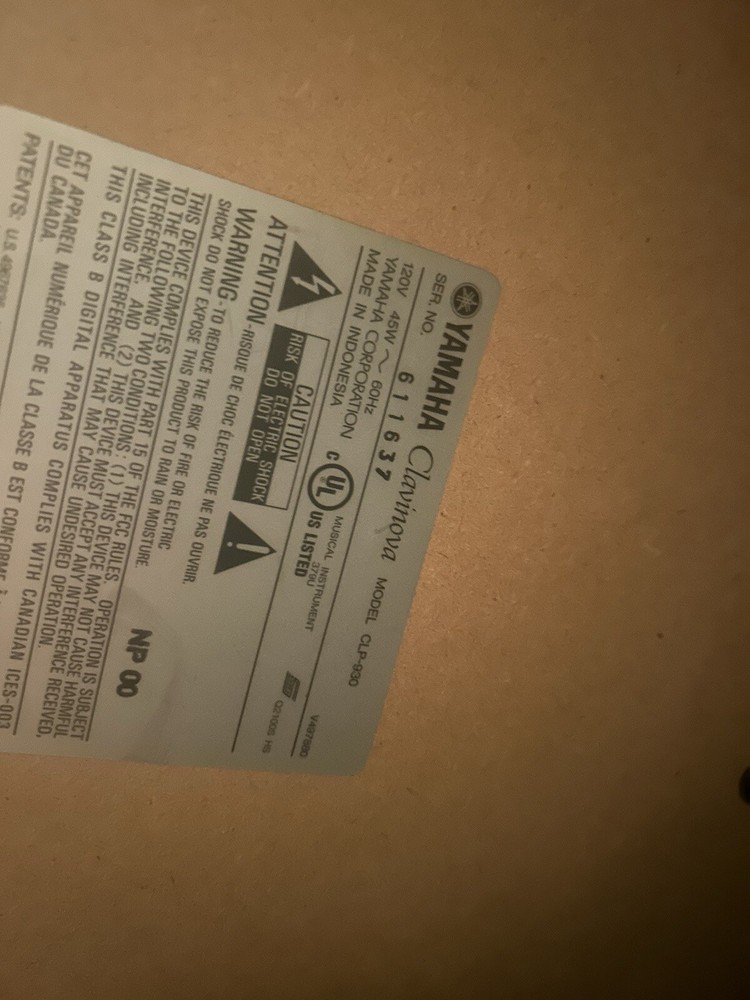 YAMAHA Clavinova MODEL CLP-930
SER. NO. 611637
120V 45W ~ 60Hz
YAMAHA CORPORATION
MADE IN INDONESIA
V497680
C UL US LISTED
MUSICAL INSTRUMENT
379U
CAUTION
RISK OF ELECTRIC SHOCK
DO NOT OPEN
ATTENTION-RISQUE DE CHOC ÉLECTRIQUE NE PAS OUVRIR.
WARNING-TO REDUCE THE RISK OF FIRE OR ELECTRIC
SHOCK DO NOT EXPOSE THIS PRODUCT TO RAIN OR MOISTURE.
THIS DEVICE COMPLIES WITH PART 15 OF THE FCC RULES. OPERATION IS SUBJECT
TO THE FOLLOWING TWO CONDITIONS: (1) THIS DEVICE MAY NOT CAUSE HARMFUL
INTERFERENCE, AND (2) THIS DEVICE MUST ACCEPT ANY INTERFERENCE RECEIVED,
INCLUDING INTERFERENCE THAT MAY CAUSE UNDESIRED OPERATION.
NP 00
THIS CLASS B DIGITAL APPARATUS COMPLIES WITH CANADIAN ICES-003
CET APPAREIL NUMÉRIQUE DE LA CLASSE B EST CONFORME à
DU CANADA.
PATENTS: U.S.